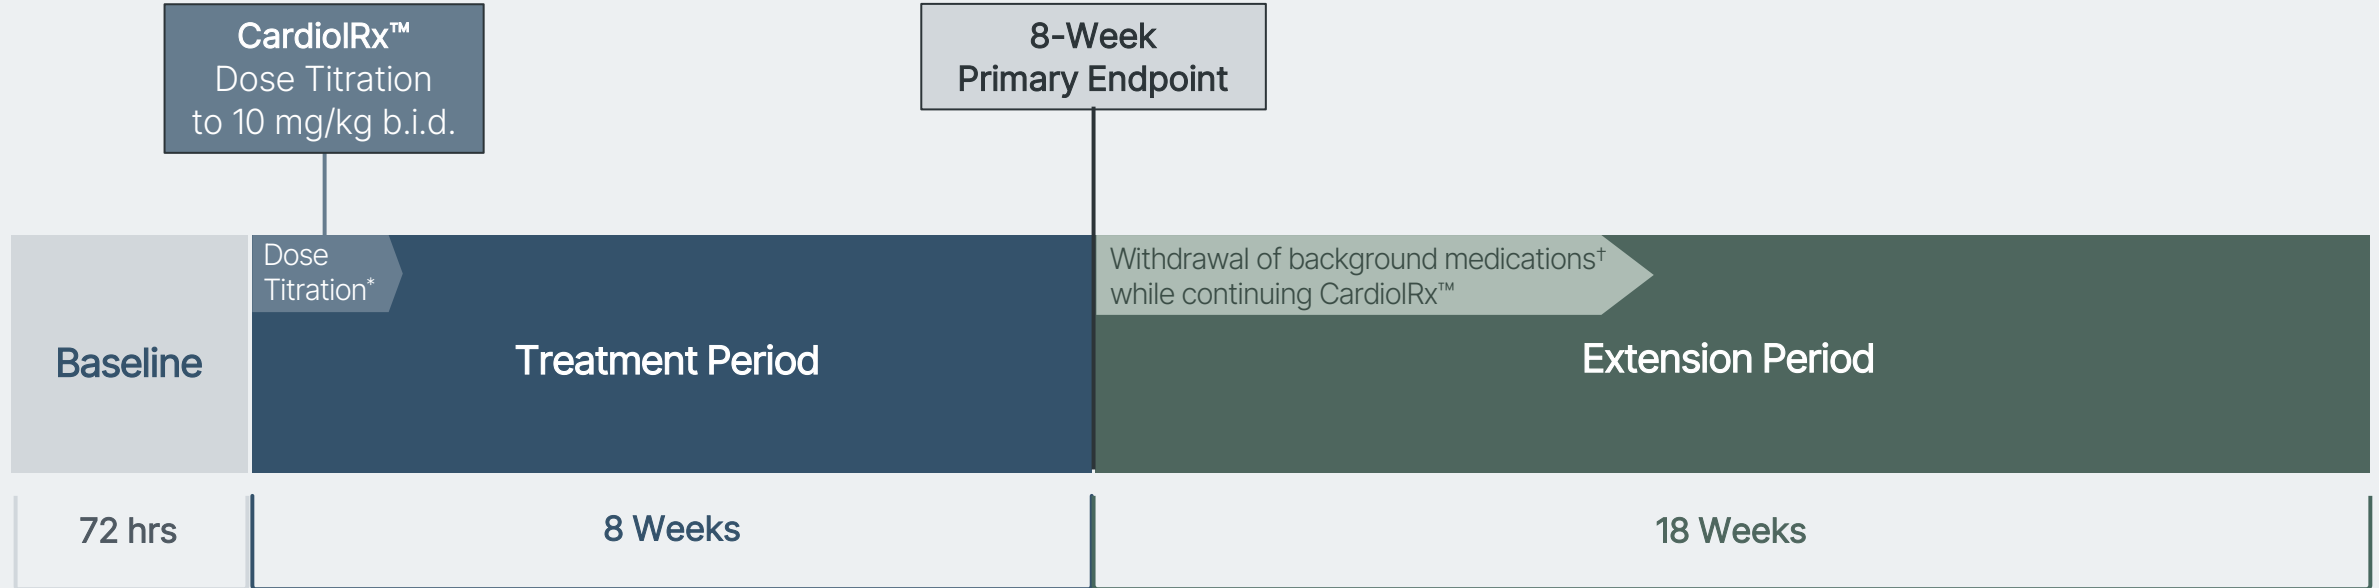 CardiolRx™
Dose Titration
to 10 mg/kg b.i.d.
8-Week
Primary Endpoint
Dose
Titration*
Withdrawal of background medications†
while continuing CardiolRx™
Baseline
Treatment Period
Extension Period
72 hrs
8 Weeks
18 Weeks